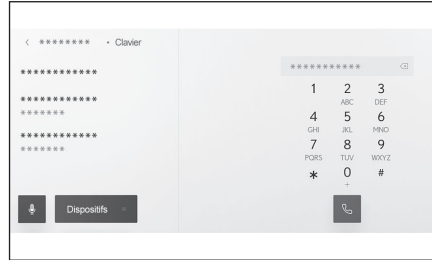 < ******** • Clavier
************
************
*******
************
*******
***********
1 2 3
ABC DEF
4 5 6
GHI JKL MNO
7 8 9
PQRS TUV WXYZ
* 0 #
+
Dispositifs